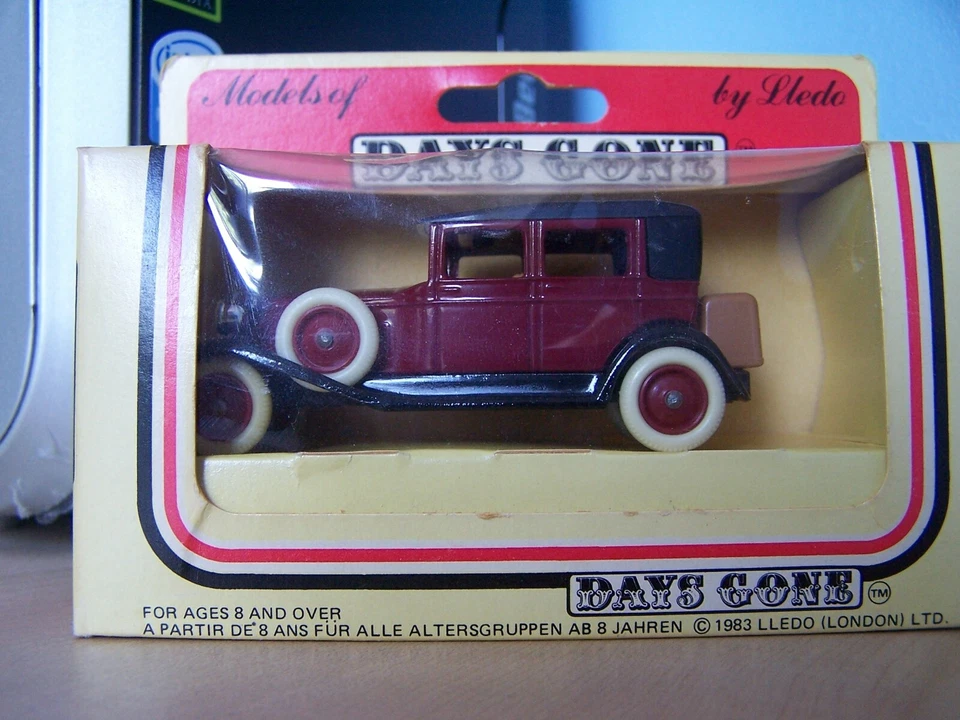 Models of by Lledo
DAYS GONE
DAYS GONE TM
FOR AGES 8 AND OVER
A PARTIR DE 8 ANS FÜR ALLE ALTERSGRUPPEN AB 8 JAHREN © 1983 LLEDO (LONDON) LTD.